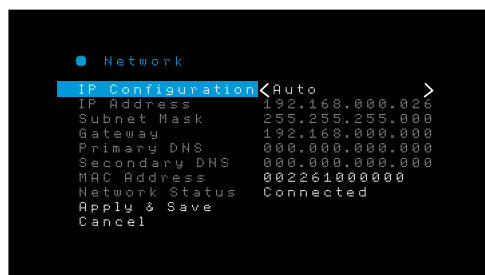 Network
IP Configuration Auto
IP Address 192.168.000.026
Subnet Mask 255.255.255.000
Gateway 192.168.000.000
Primary DNS 000.000.000.000
Secondary DNS 000.000.000.000
MAC Address 002261000000
Network Status Connected
Apply & Save
Cancel